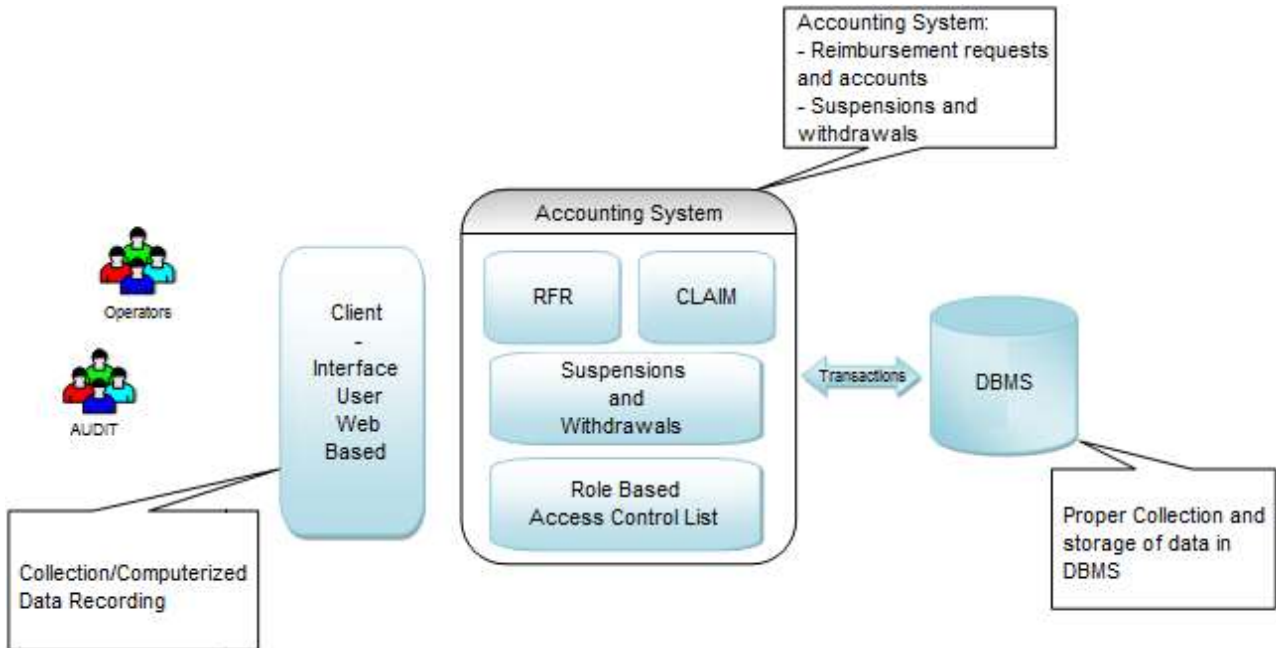 Accounting System:
- Reimbursement requests
and accounts
- Suspensions and
withdrawals
Accounting System
RFR
CLAIM
Suspensions
and
Withdrawals
Role Based
Access Control List
Operators
AUDIT
Client
-
Interface
User
Web
Based
Transactions
DBMS
Collection/Computerized
Data Recording
Proper Collection and
storage of data in
DBMS